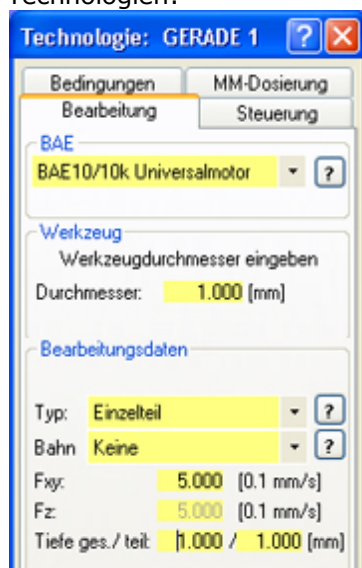 Technologien:
Technologie: GERADE 1 ?
Bedingungen MM-Dosierung
Bearbeitung Steuerung
BAE
BAE10/10k Universalmotor ?
Werkzeug
Werkzeugdurchmesser eingeben
Durchmesser: 1.000 [mm]
Bearbeitungsdaten
Typ: Einzelteil ?
Bahn Keine ?
Fxy: 5.000 [0.1 mm/s]
Fz: 5.000 [0.1 mm/s]
Tiefe ges./ teil: 1.000 / 1.000 [mm]